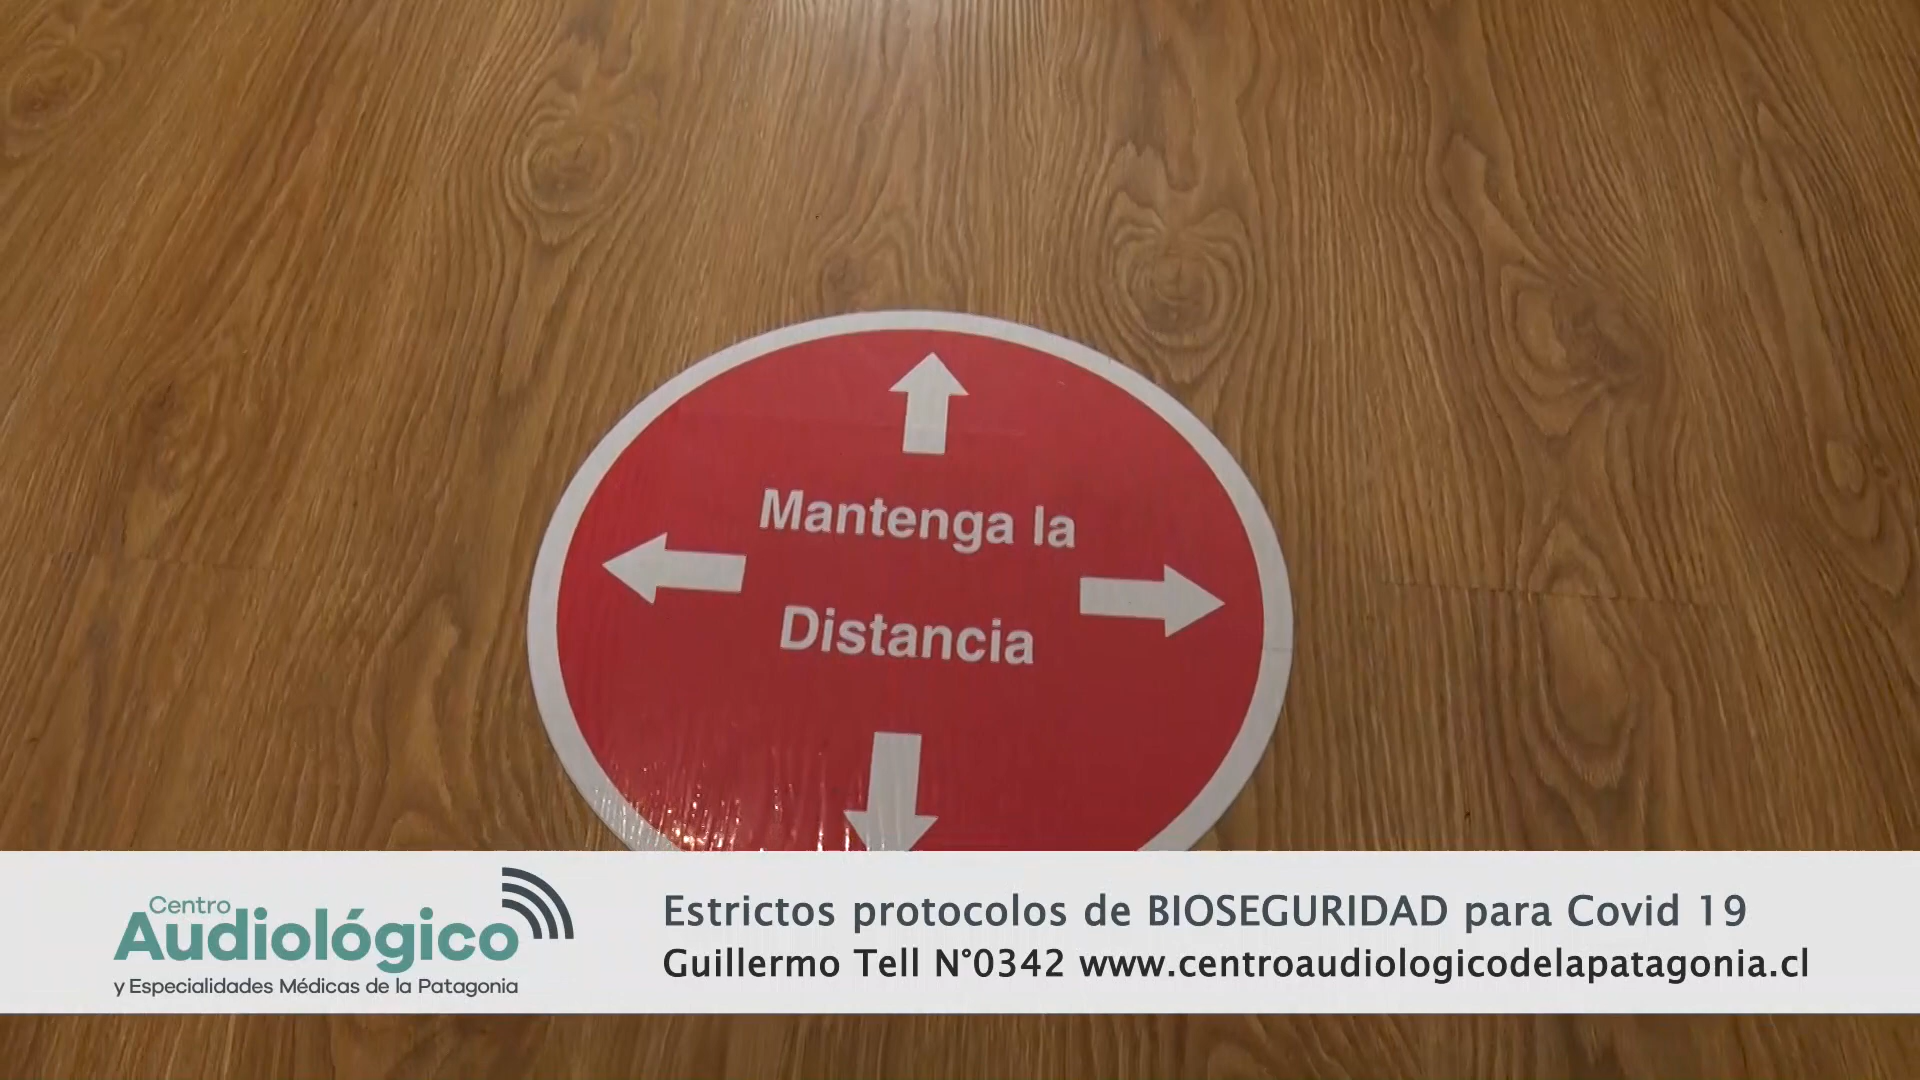 Mantenga la
Distancia
Centro
Audiológico
y Especialidades Médicas de la Patagonia
Estrictos protocolos de BIOSEGURIDAD para Covid 19
Guillermo Tell N°0342 www.centroaudiologicodelapatagonia.cl